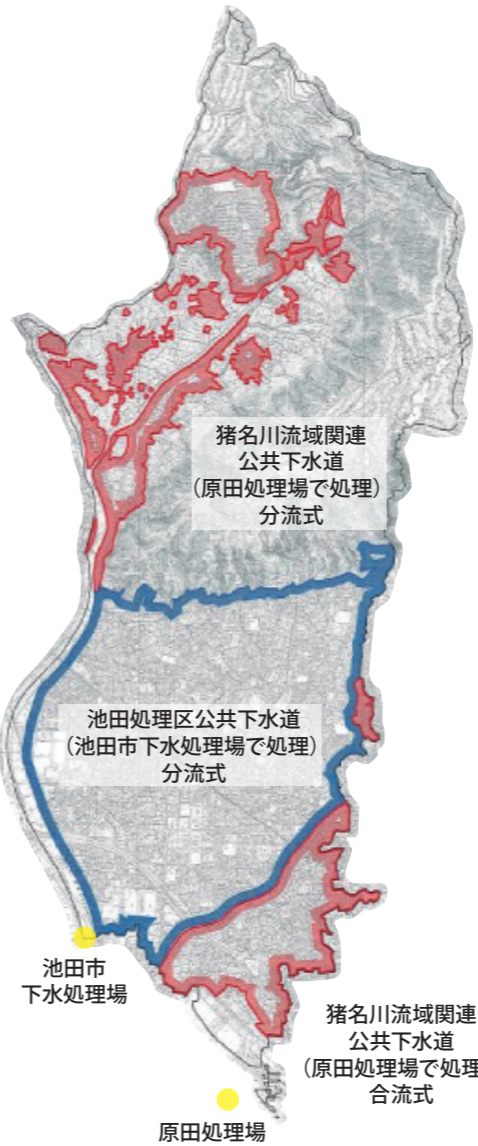 猪名川流域関連
公共下水道
(原田処理場で処理)
分流式
池田処理区公共下水道
(池田市下水処理場で処理)
分流式
池田市
下水処理場
猪名川流域関連
公共下水道
(原田処理場で処理
合流式
原田処理場